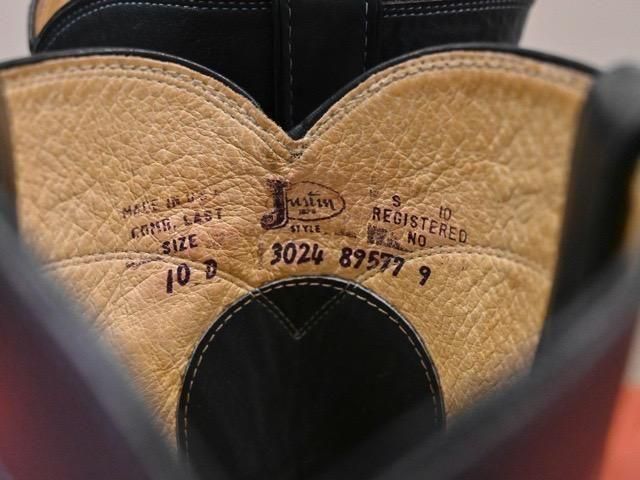 MADE IN U.S.A.
COMB. LAST
SIZE
10 D
Justin
STYLE
3024 89577 9
S 10
REGISTERED
NO